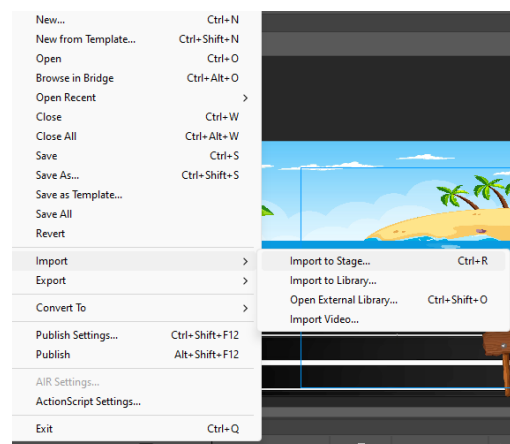 New... Ctrl+N
New from Template... Ctrl+Shift+N
Open Ctrl+O
Browse in Bridge Ctrl+Alt+O
Open Recent >
Close Ctrl+W
Close All Ctrl+Alt+W
Save Ctrl+S
Save As... Ctrl+Shift+S
Save as Template...
Save All
Revert
Import >
Export >
Convert To >
Publish Settings... Ctrl+Shift+F12
Publish Alt+Shift+F12
AIR Settings...
ActionScript Settings...
Exit Ctrl+Q
Import to Stage... Ctrl+R
Import to Library...
Open External Library... Ctrl+Shift+O
Import Video...